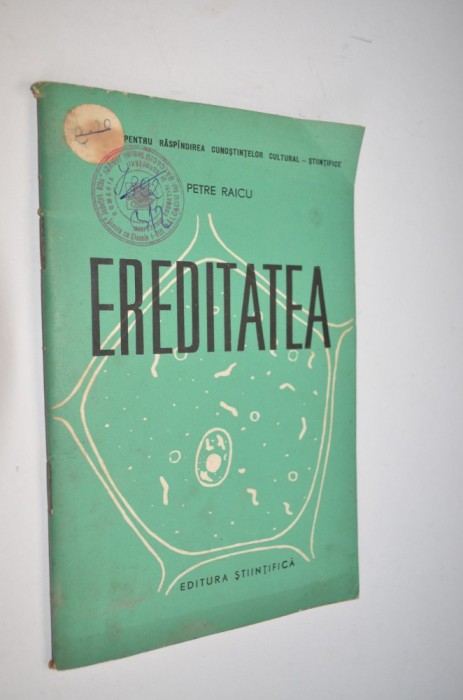 PENTRU RĂSPÎNDIREA CUNOȘTINȚELOR CULTURAL-ȘTIINȚIFICE
PETRE RAICU
EREDITATEA
EDITURA ȘTIINȚIFICĂ